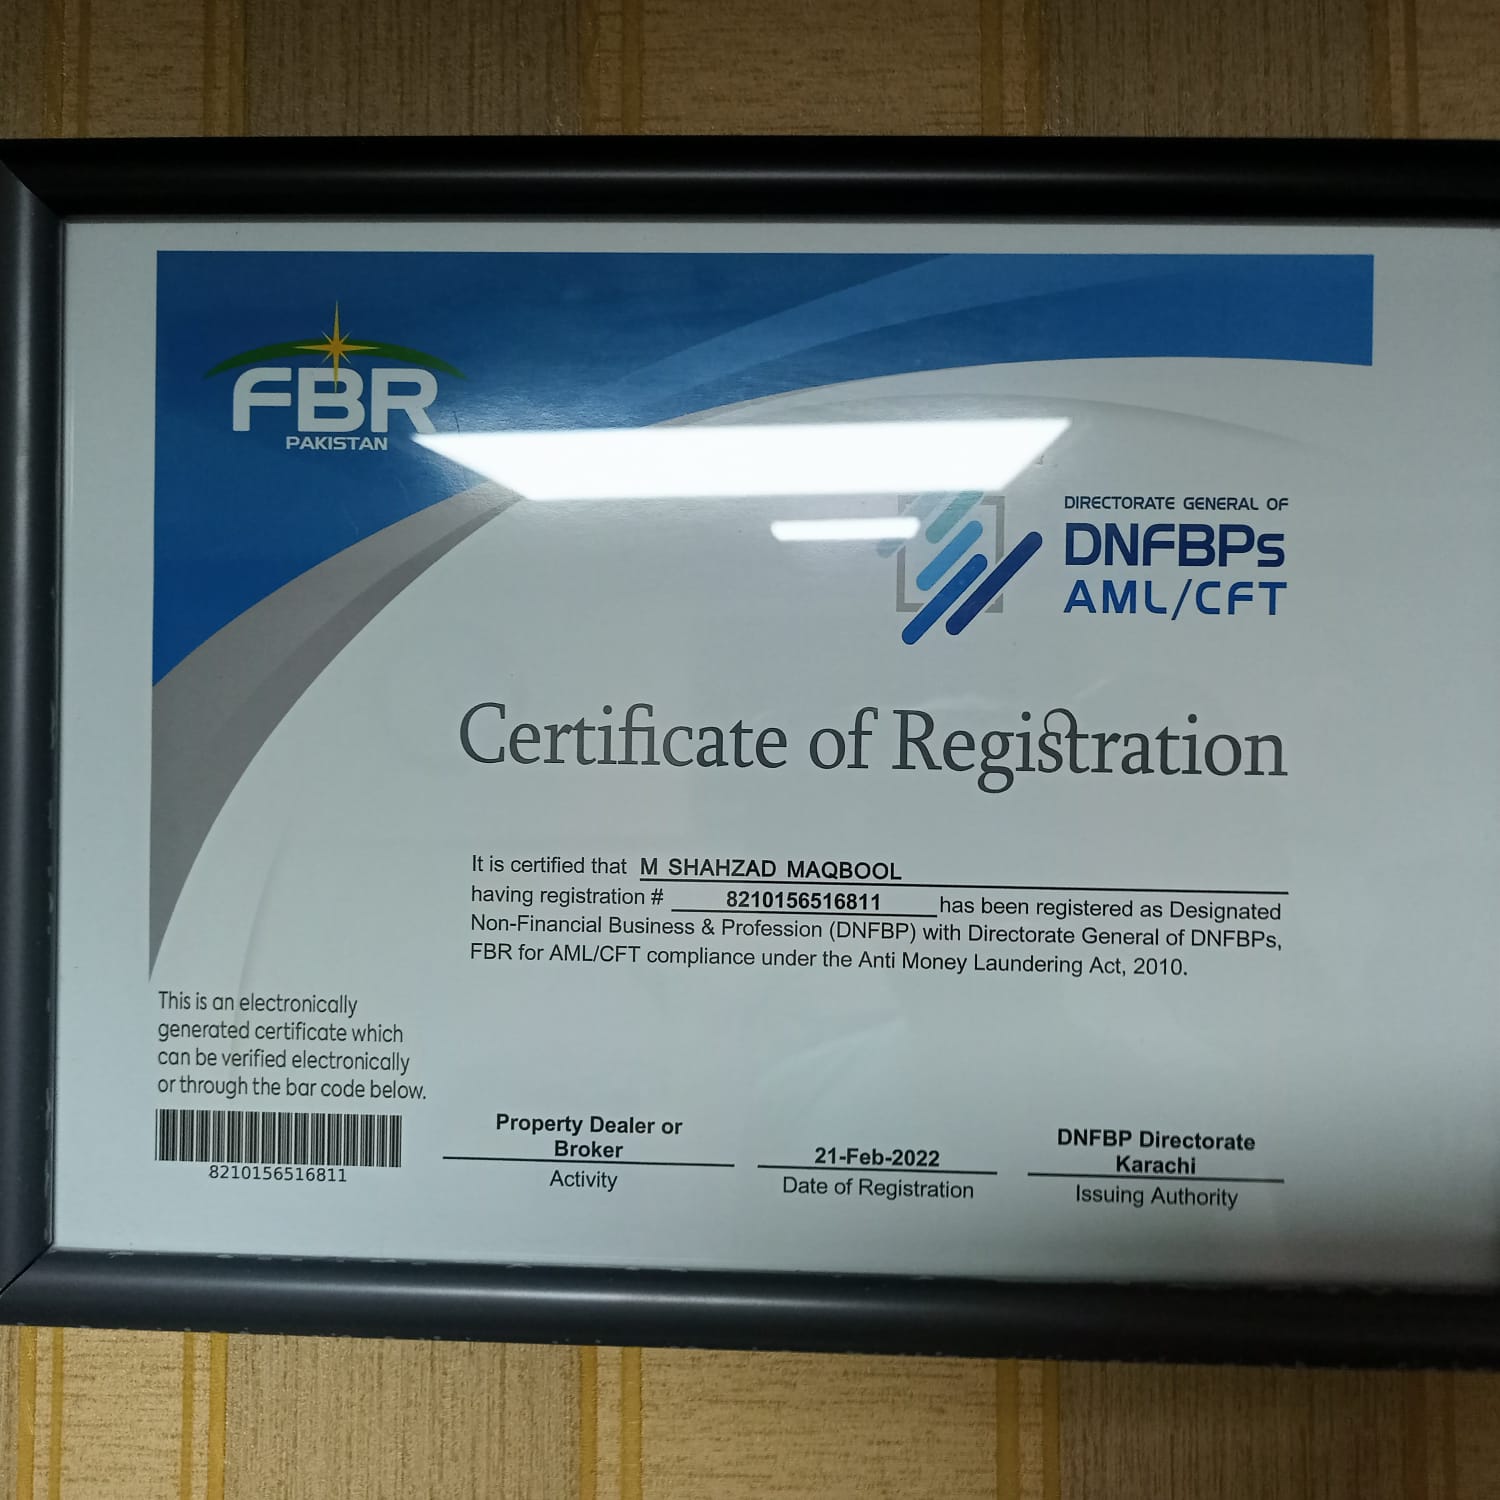 FBR
PAKISTAN
DIRECTORATE GENERAL OF
DNFBPs
AML/CFT
Certificate of Registration
It is certified that M SHAHZAD MAQBOOL
having registration # 8210156516811 has been registered as Designated
Non-Financial Business & Profession (DNFBP) with Directorate General of DNFBPs,
FBR for AML/CFT compliance under the Anti Money Laundering Act, 2010.
This is an electronically
generated certificate which
can be verified electronically
or through the bar code below.
8210156516811
Property Dealer or
Broker
Activity
21-Feb-2022
Date of Registration
DNFBP Directorate
Karachi
Issuing Authority